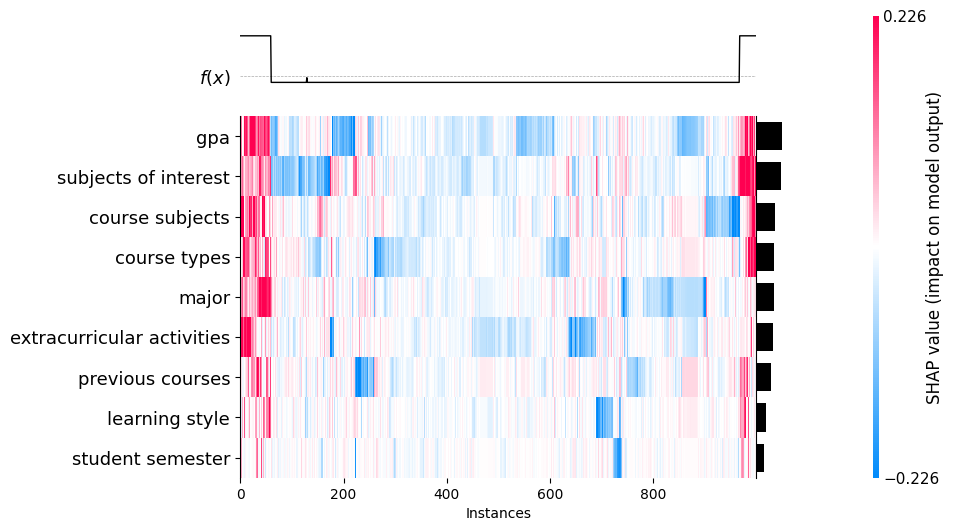 0.226
f(x)
gpa
subjects of interest
course subjects
course types
major
extracurricular activities
previous courses
learning style
student semester
0 200 400 600 800
Instances
SHAP value (impact on model output)
−0.226